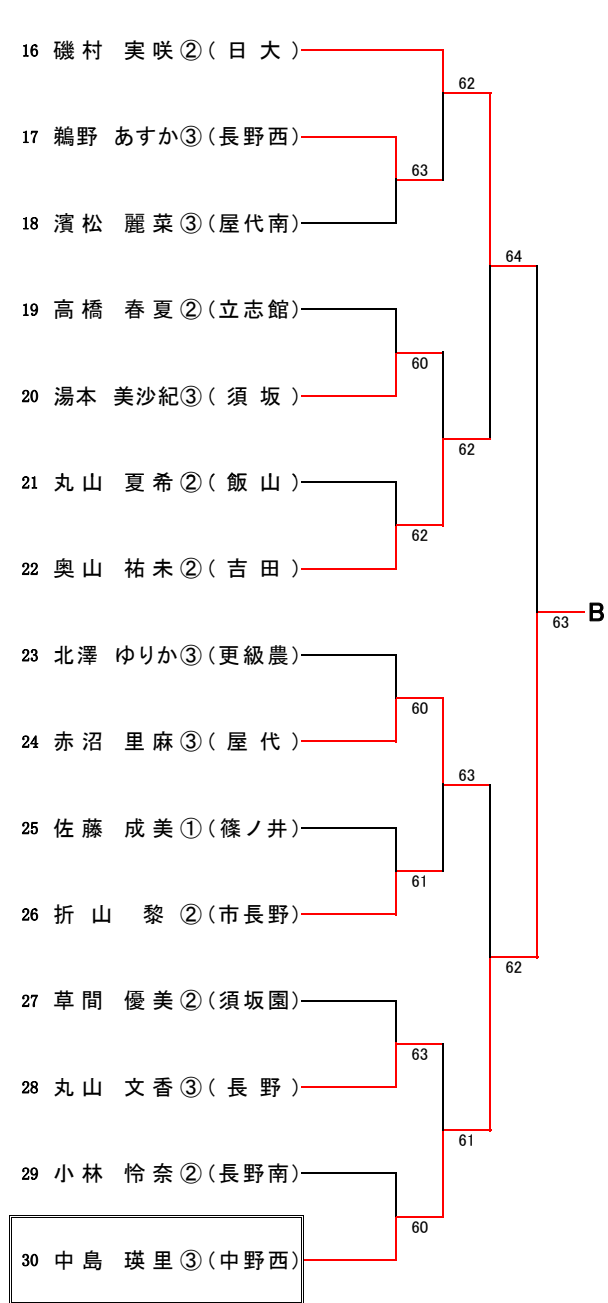 16 磯村 実咲②(日大)
62
17 鵜野 あすか③(長野西)
63
18 濱松 麗菜③(屋代南)
64
19 高橋 春夏②(立志館)
60
20 湯本 美沙紀③(須坂)
62
21 丸山 夏希②(飯山)
62
22 奥山 祐未②(吉田)
63 B
23 北澤 ゆりか③(更級農)
60
24 赤沼 里麻③(屋代)
63
25 佐藤 成美①(篠ノ井)
61
26 折山 黎②(市長野)
62
27 草間 優美②(須坂園)
63
28 丸山 文香③(長野)
61
29 小林 怜奈②(長野南)
60
30 中島 瑛里③(中野西)